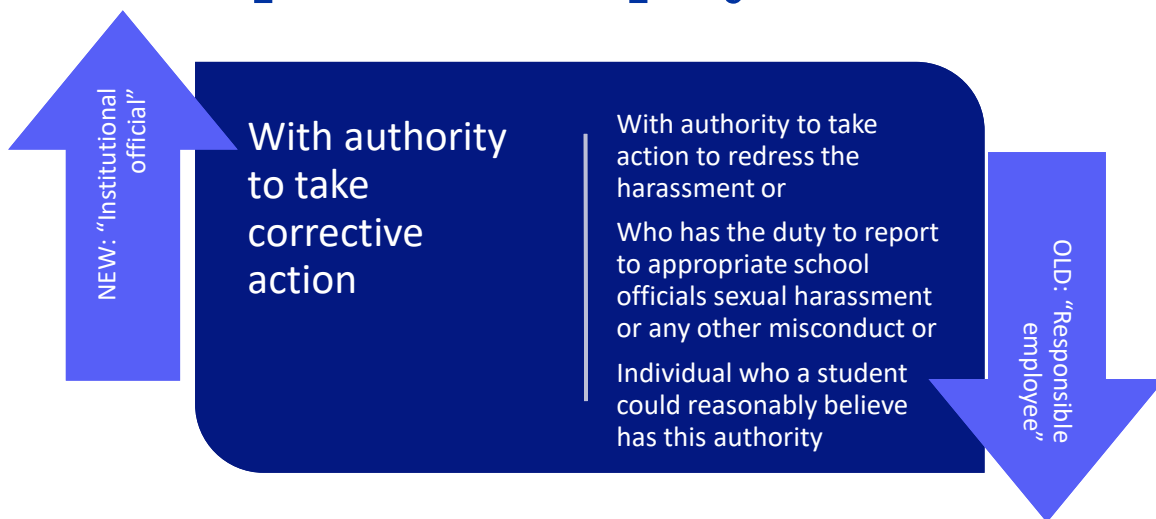 NEW: “Institutional
official”
With authority
to take
corrective
action
With authority to take
action to redress the
harassment or
Who has the duty to report
to appropriate school
officials sexual harassment
or any other misconduct or
Individual who a student
could reasonably believe
has this authority
OLD: “Responsible
employee”